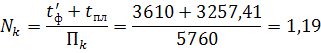 N_k = (t'_ф + t_пл) / П_k = (3610 + 3257,41) / 5760 = 1,19